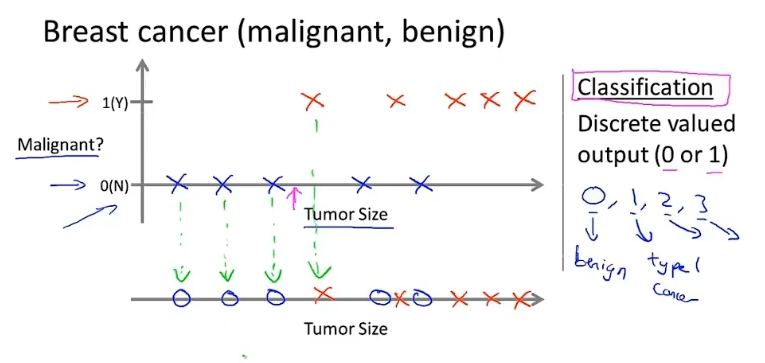 Breast cancer (malignant, benign)
1(Y)
Malignant?
0(N)
Tumor Size
Tumor Size
Classification
Discrete valued
output (0 or 1)
0, 1, 2, 3
benign type 1
cancer